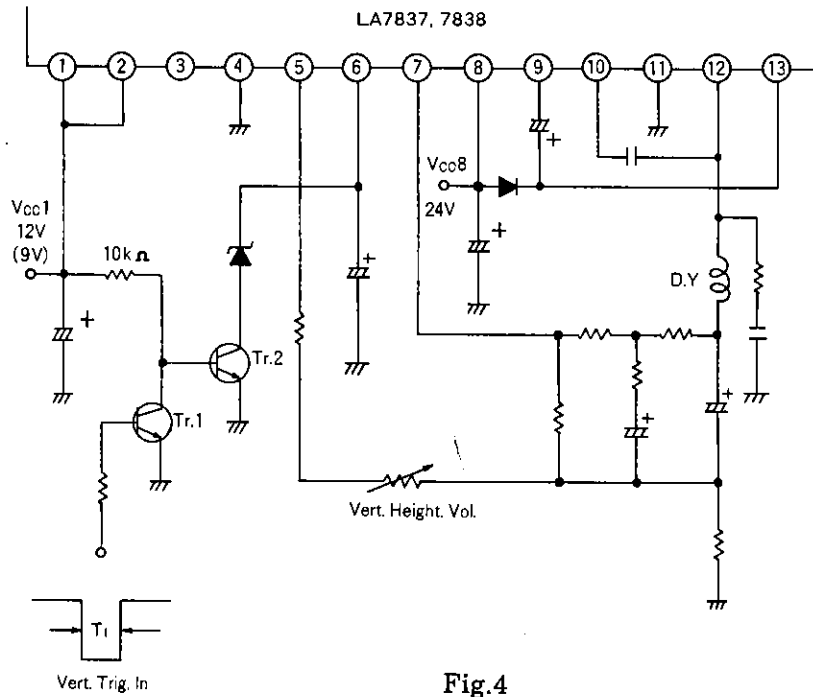 LA7837, 7838
1 2 3 4 5 6 7 8 9 10 11 12 13
Vcc1
12V
(9V)
10kΩ
Vcc8
24V
D.Y
Tr.2
Tr.1
Vert. Height. Vol.
T1
Vert. Trig. In
Fig.4